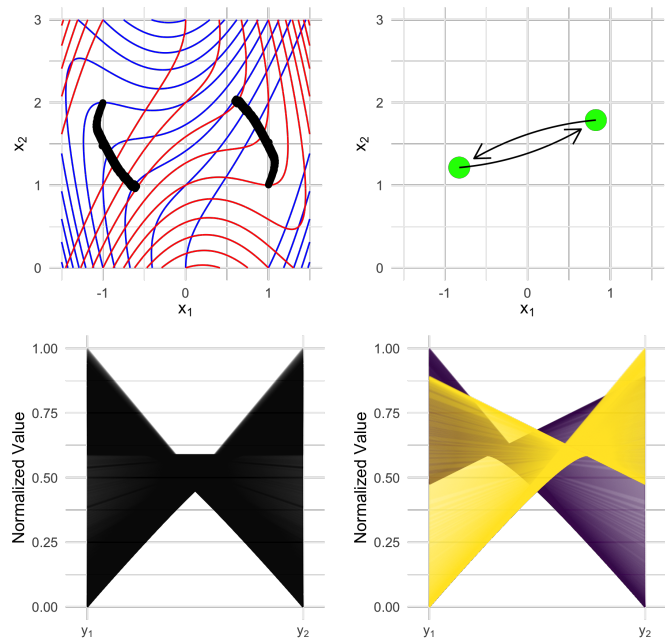 3
2
1
0
x₂
-1 0 1
x₁
3
2
1
0
x₂
-1 0 1
x₁
1.00
0.75
0.50
0.25
0.00
Normalized Value
y₁ y₂
1.00
0.75
0.50
0.25
0.00
Normalized Value
y₁ y₂